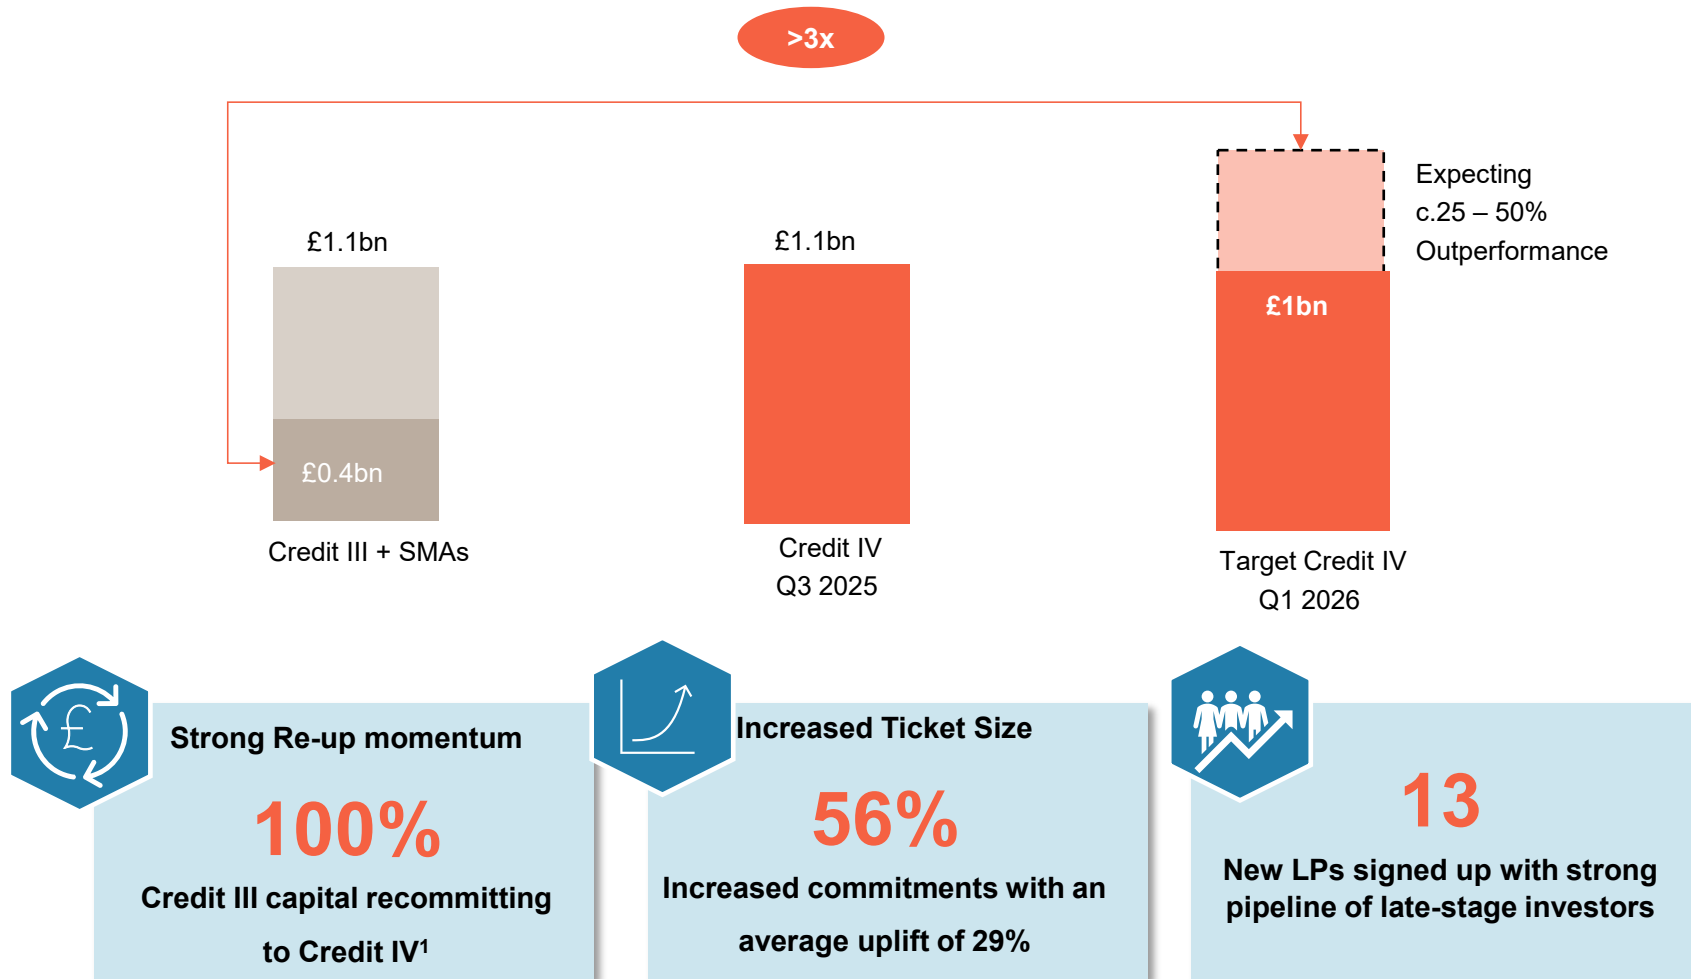 >3x
£1.1bn
£0.4bn
Credit III + SMAs
£1.1bn
Credit IV
Q3 2025
Expecting
c.25 – 50%
Outperformance
£1bn
Target Credit IV
Q1 2026
£
Strong Re-up momentum
100%
Credit III capital recommitting
to Credit IV¹
Increased Ticket Size
56%
Increased commitments with an
average uplift of 29%
13
New LPs signed up with strong
pipeline of late-stage investors